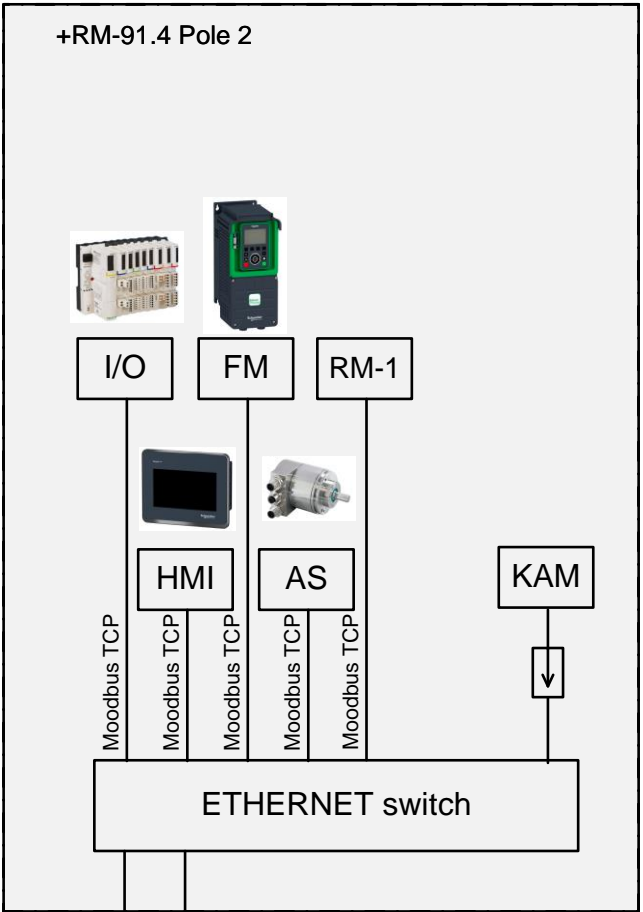 +RM-91.4 Pole 2
I/O
FM
RM-1
HMI
AS
KAM
Moodbus TCP
Moodbus TCP
Moodbus TCP
Moodbus TCP
Moodbus TCP
ETHERNET switch